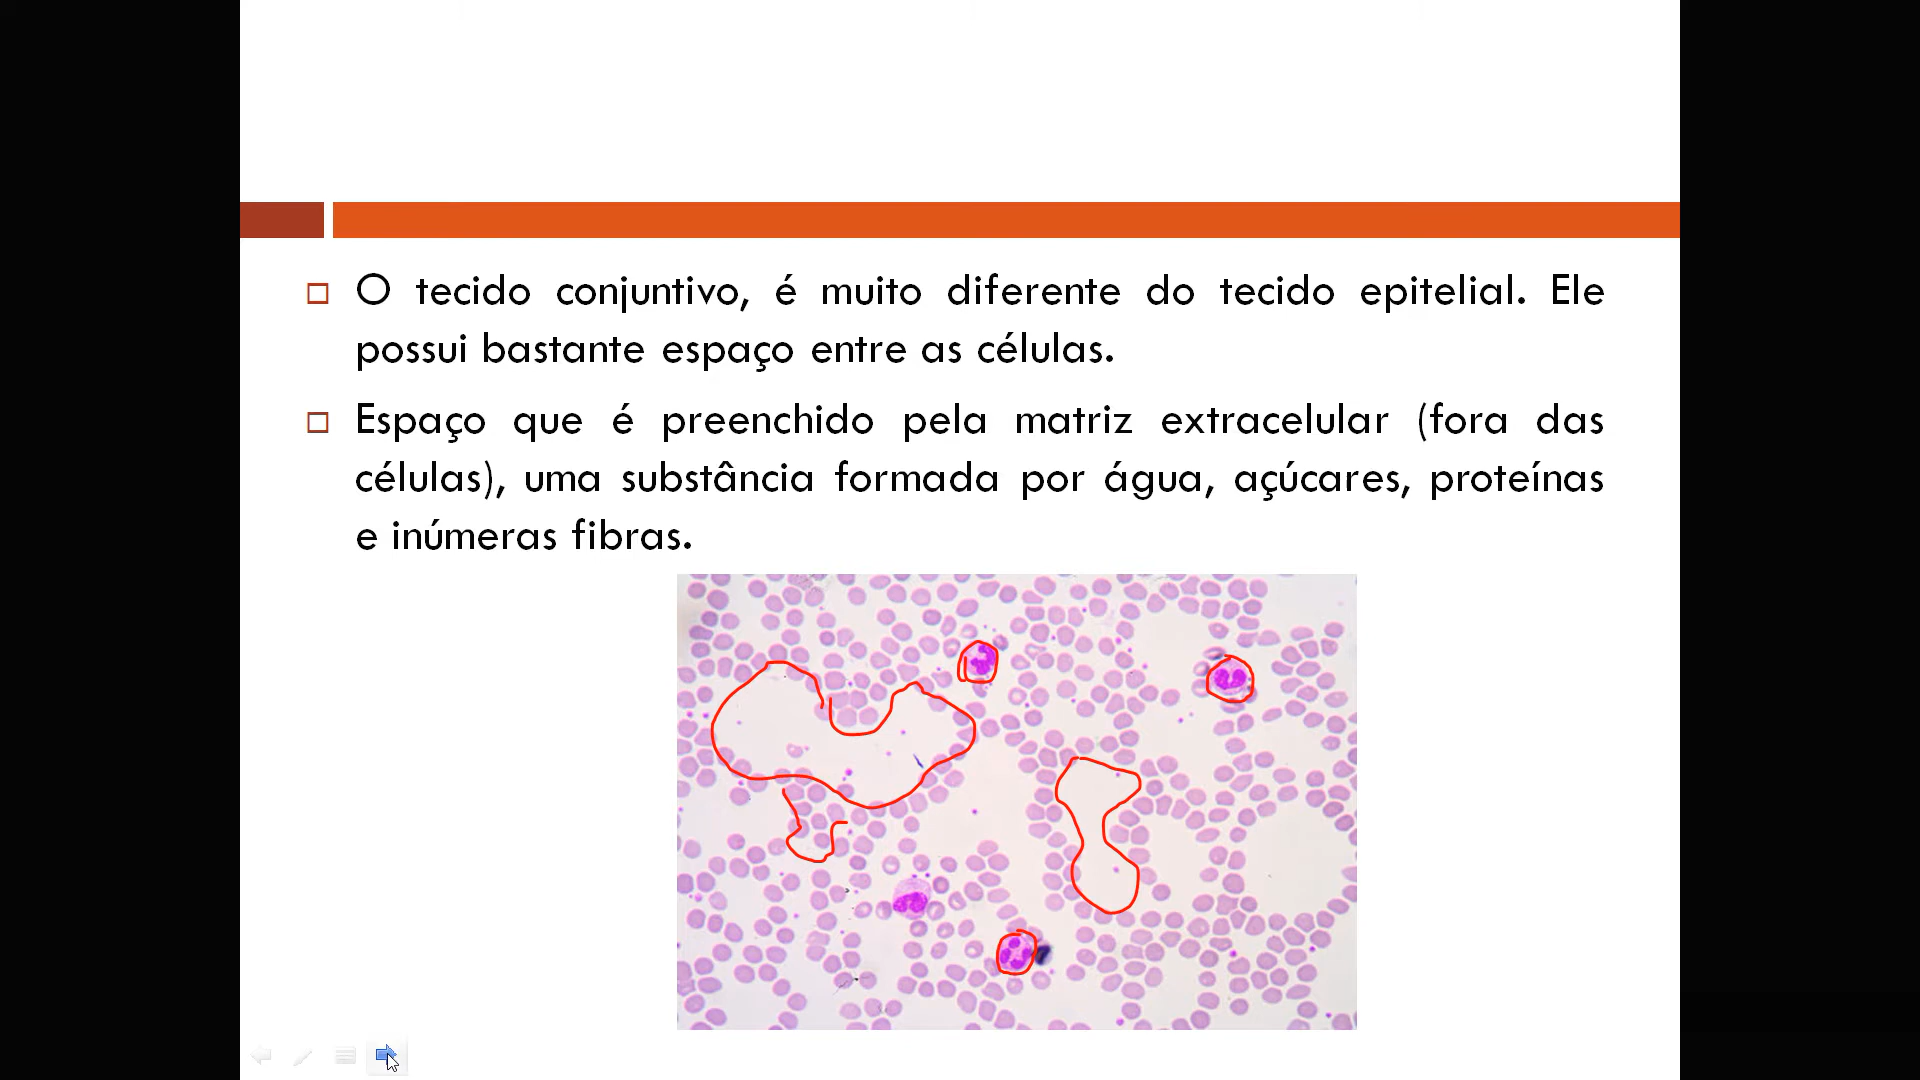 O tecido conjuntivo, é muito diferente do tecido epitelial. Ele
possui bastante espaço entre as células.
Espaço que é preenchido pela matriz extracelular (fora das
células), uma substância formada por água, açúcares, proteínas
e inúmeras fibras.